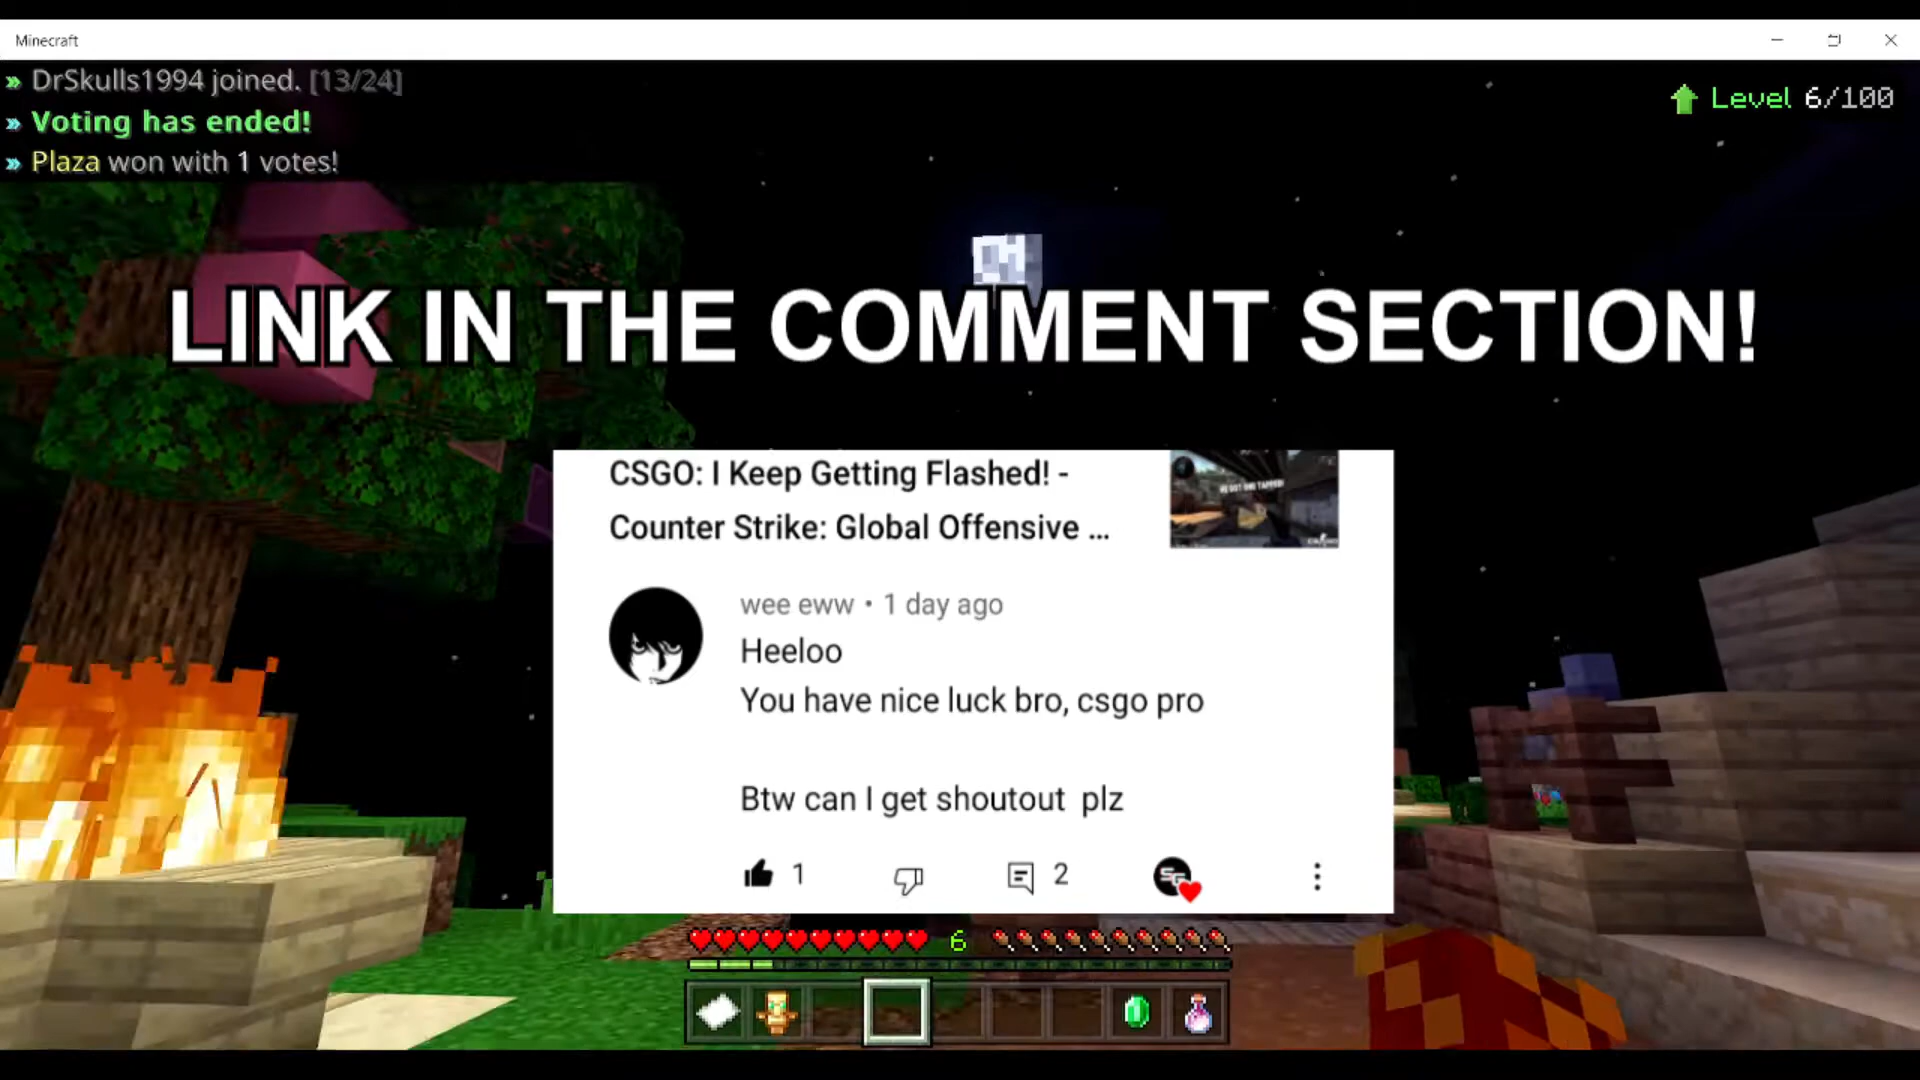 Minecraft
» DrSkulls1994 joined. [13/24]
» Voting has ended!
» Plaza won with 1 votes!
Level 6/100
LINK IN THE COMMENT SECTION!
CSGO: I Keep Getting Flashed! -
Counter Strike: Global Offensive ...
wee eww • 1 day ago
Heeloo
You have nice luck bro, csgo pro
Btw can I get shoutout plz
1
2
6